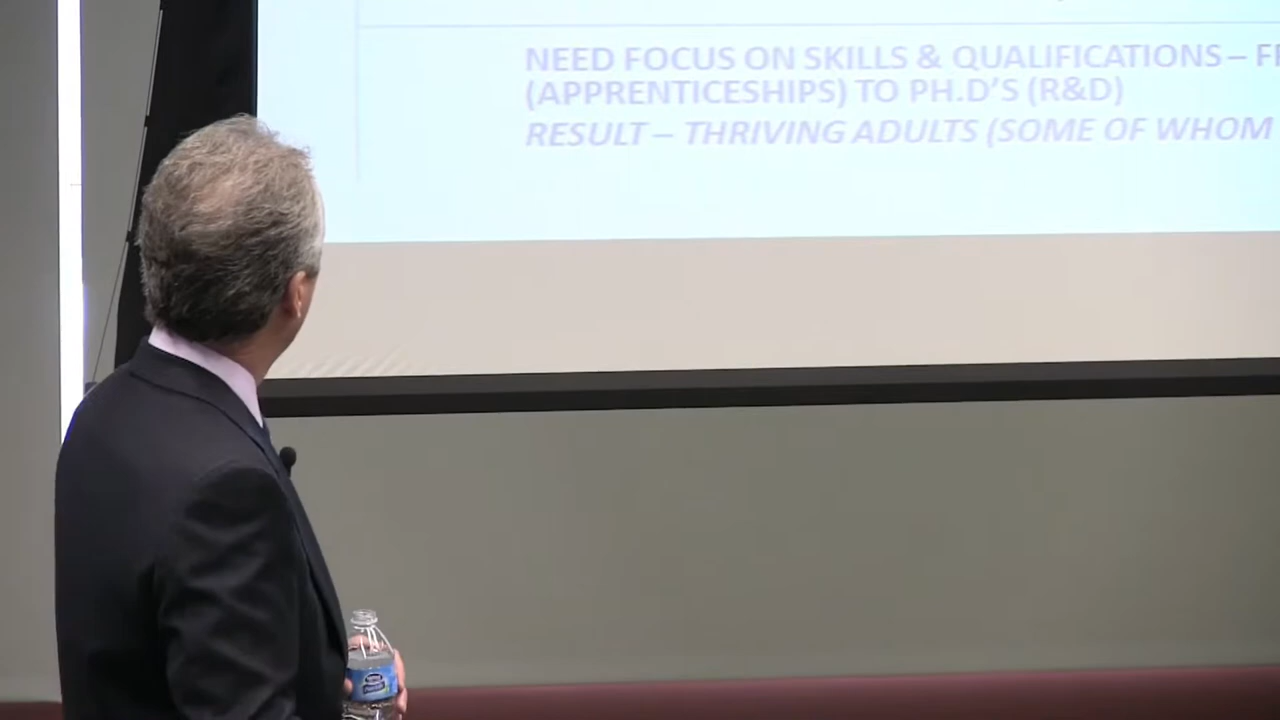 NEED FOCUS ON SKILLS & QUALIFICATIONS –
(APPRENTICESHIPS) TO PH.D'S (R&D)
RESULT – THRIVING ADULTS (SOME OF WHOM